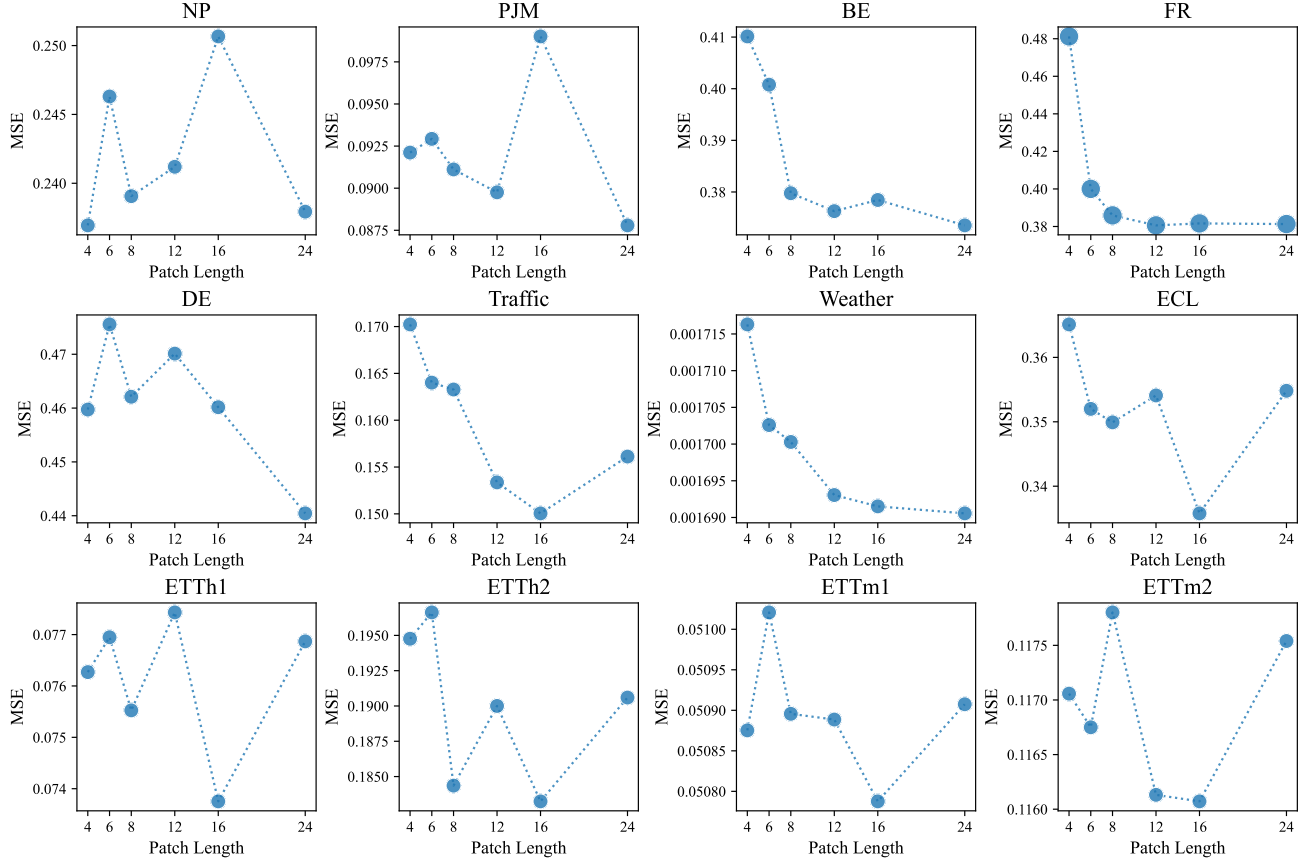 NP
MSE
0.250
0.245
0.240
4 6 8 12 16 24
Patch Length
PJM
MSE
0.0975
0.0950
0.0925
0.0900
0.0875
4 6 8 12 16 24
Patch Length
BE
MSE
0.41
0.40
0.39
0.38
4 6 8 12 16 24
Patch Length
FR
MSE
0.48
0.46
0.44
0.42
0.40
0.38
4 6 8 12 16 24
Patch Length
DE
MSE
0.47
0.46
0.45
0.44
4 6 8 12 16 24
Patch Length
Traffic
MSE
0.170
0.165
0.160
0.155
0.150
4 6 8 12 16 24
Patch Length
Weather
MSE
0.001715
0.001710
0.001705
0.001700
0.001695
0.001690
4 6 8 12 16 24
Patch Length
ECL
MSE
0.36
0.35
0.34
4 6 8 12 16 24
Patch Length
ETTh1
MSE
0.077
0.076
0.075
0.074
4 6 8 12 16 24
Patch Length
ETTh2
MSE
0.1950
0.1925
0.1900
0.1875
0.1850
4 6 8 12 16 24
Patch Length
ETTm1
MSE
0.05100
0.05095
0.05090
0.05085
0.05080
4 6 8 12 16 24
Patch Length
ETTm2
MSE
0.1175
0.1170
0.1165
0.1160
4 6 8 12 16 24
Patch Length